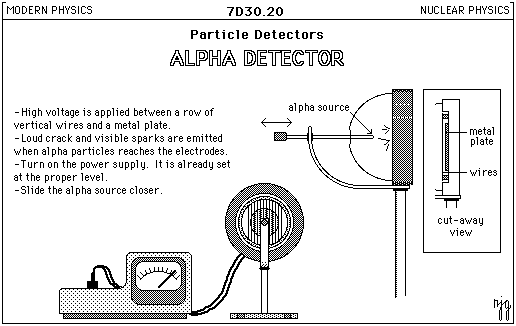 MODERN PHYSICS
7D30.20
NUCLEAR PHYSICS
Particle Detectors
ALPHA DETECTOR
-High voltage is applied between a row of
vertical wires and a metal plate.
-Loud crack and visible sparks are emitted
when alpha particles reaches the electrodes.
-Turn on the power supply. It is already set
at the proper level.
-Slide the alpha source closer.
alpha source
metal
plate
wires
cut-away
view